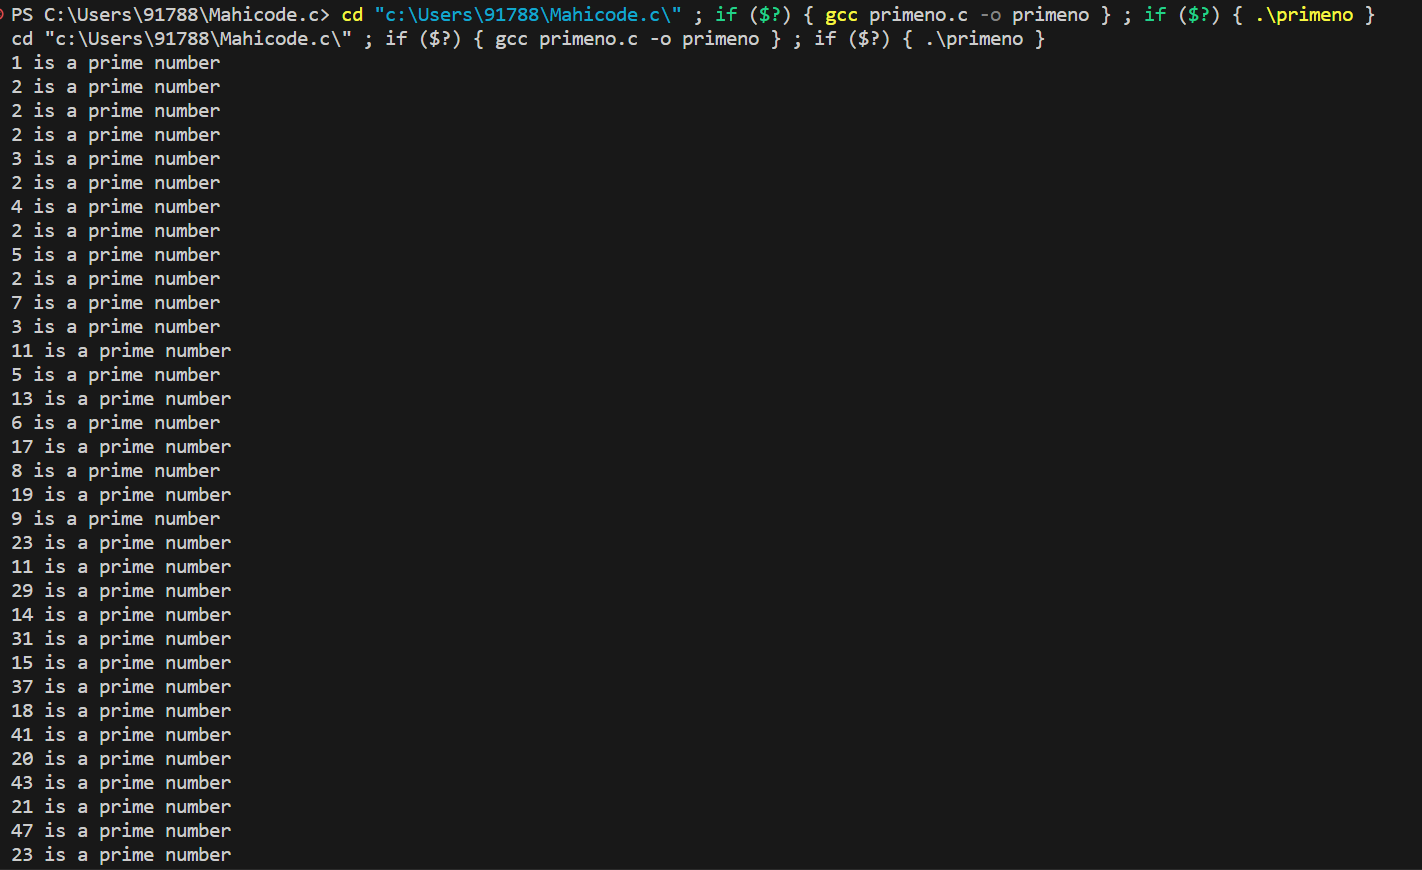 PS C:\Users\91788\Mahicode.c> cd "c:\Users\91788\Mahicode.c\" ; if ($?) { gcc primeno.c -o primeno } ; if ($?) { .\primeno }
cd "c:\Users\91788\Mahicode.c\" ; if ($?) { gcc primeno.c -o primeno } ; if ($?) { .\primeno }
1 is a prime number
2 is a prime number
2 is a prime number
2 is a prime number
3 is a prime number
2 is a prime number
4 is a prime number
2 is a prime number
5 is a prime number
2 is a prime number
7 is a prime number
3 is a prime number
11 is a prime number
5 is a prime number
13 is a prime number
6 is a prime number
17 is a prime number
8 is a prime number
19 is a prime number
9 is a prime number
23 is a prime number
11 is a prime number
29 is a prime number
14 is a prime number
31 is a prime number
15 is a prime number
37 is a prime number
18 is a prime number
41 is a prime number
20 is a prime number
43 is a prime number
21 is a prime number
47 is a prime number
23 is a prime number